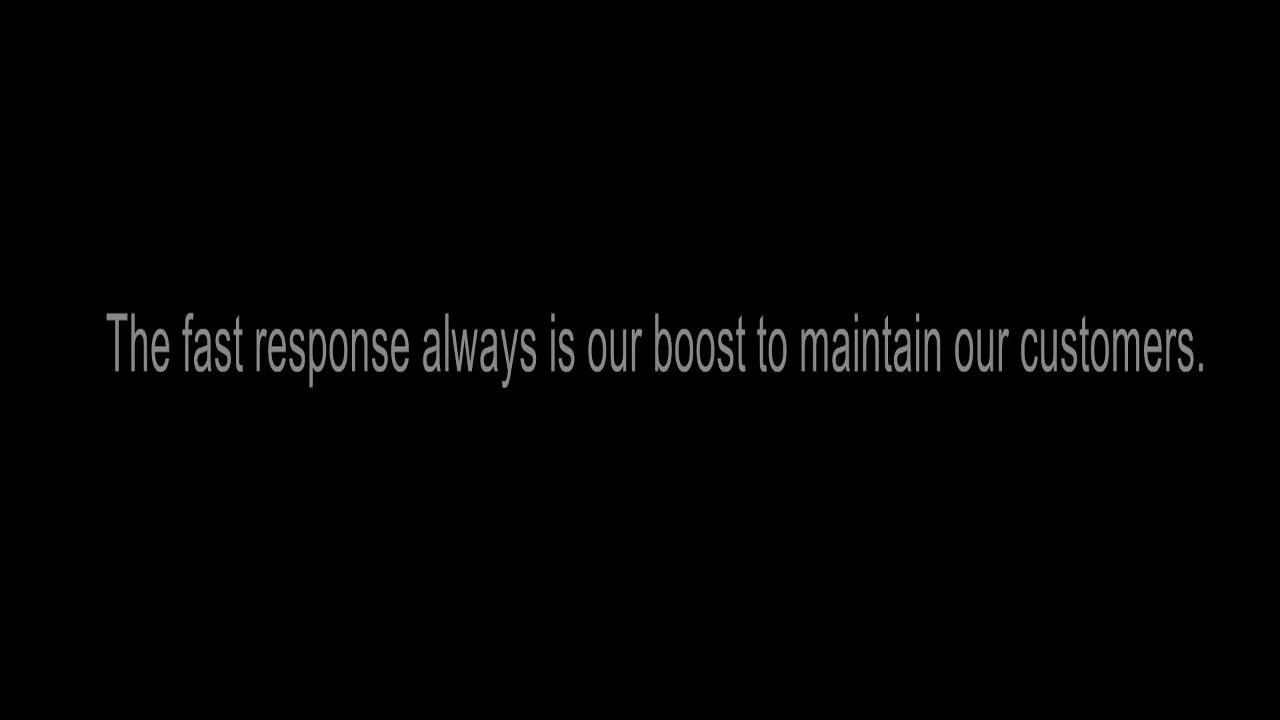 The fast response always is our boost to maintain our customers.